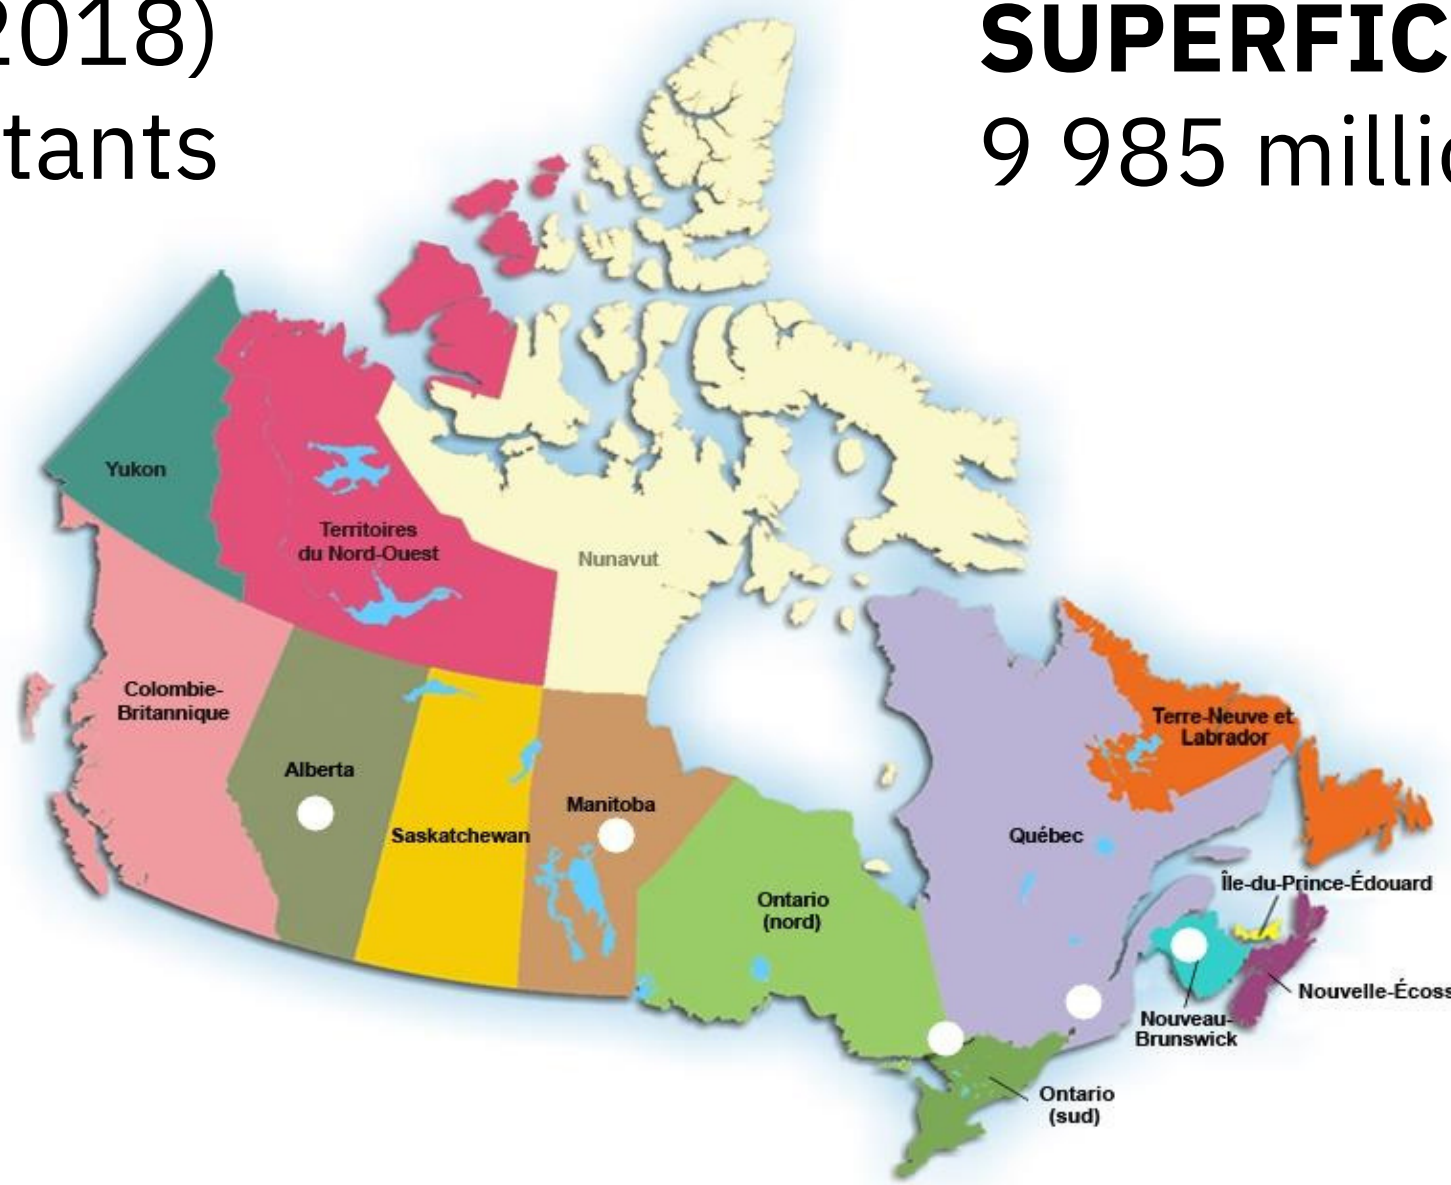 2018)
tants
SUPERFIC
9 985 millio
Yukon
Territoires
du Nord-Ouest
Nunavut
Colombie-
Britannique
Alberta
Saskatchewan
Manitoba
Ontario
(nord)
Québec
Terre-Neuve et
Labrador
Île-du-Prince-Édouard
Nouvelle-Écoss
Nouveau-
Brunswick
Ontario
(sud)